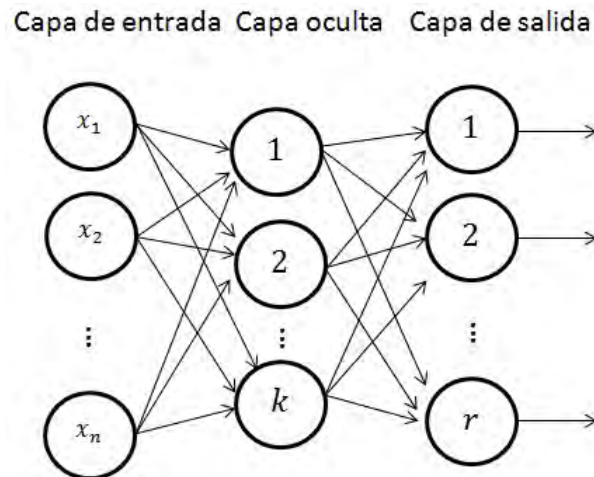 Capa de entrada Capa oculta Capa de salida
x₁ 1 1
x₂ 2 2
⋮ ⋮ ⋮
xₙ k r